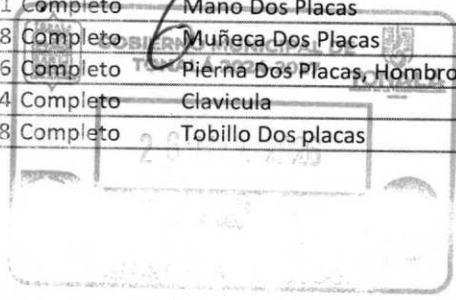 1 Completo Mano Dos Placas
8 Completo Muñeca Dos Placas
6 Completo Pierna Dos Placas, Hombro
4 Completo Clavicula
8 Completo Tobillo Dos placas